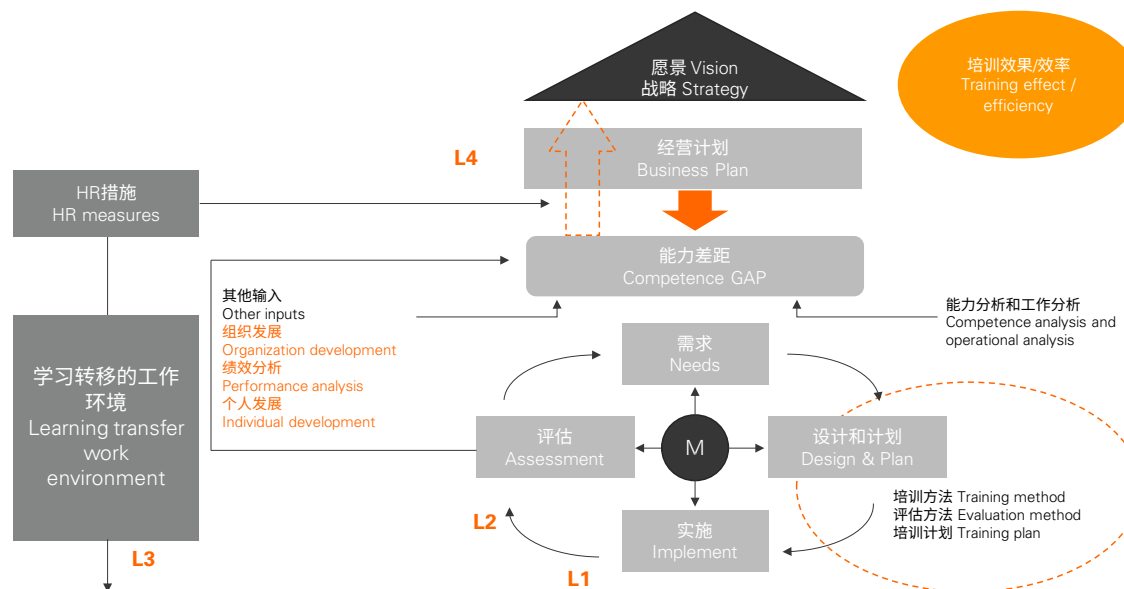 愿景 Vision
战略 Strategy
培训效果/效率
Training effect /
efficiency
经营计划
Business Plan
L4
HR措施
HR measures
能力差距
Competence GAP
其他输入
Other inputs
组织发展
Organization development
绩效分析
Performance analysis
个人发展
Individual development
能力分析和工作分析
Competence analysis and
operational analysis
需求
Needs
学习转移的工作
环境
Learning transfer
work
environment
评估
Assessment
M
设计和计划
Design & Plan
培训方法 Training method
评估方法 Evaluation method
培训计划 Training plan
L2
实施
Implement
L3
L1